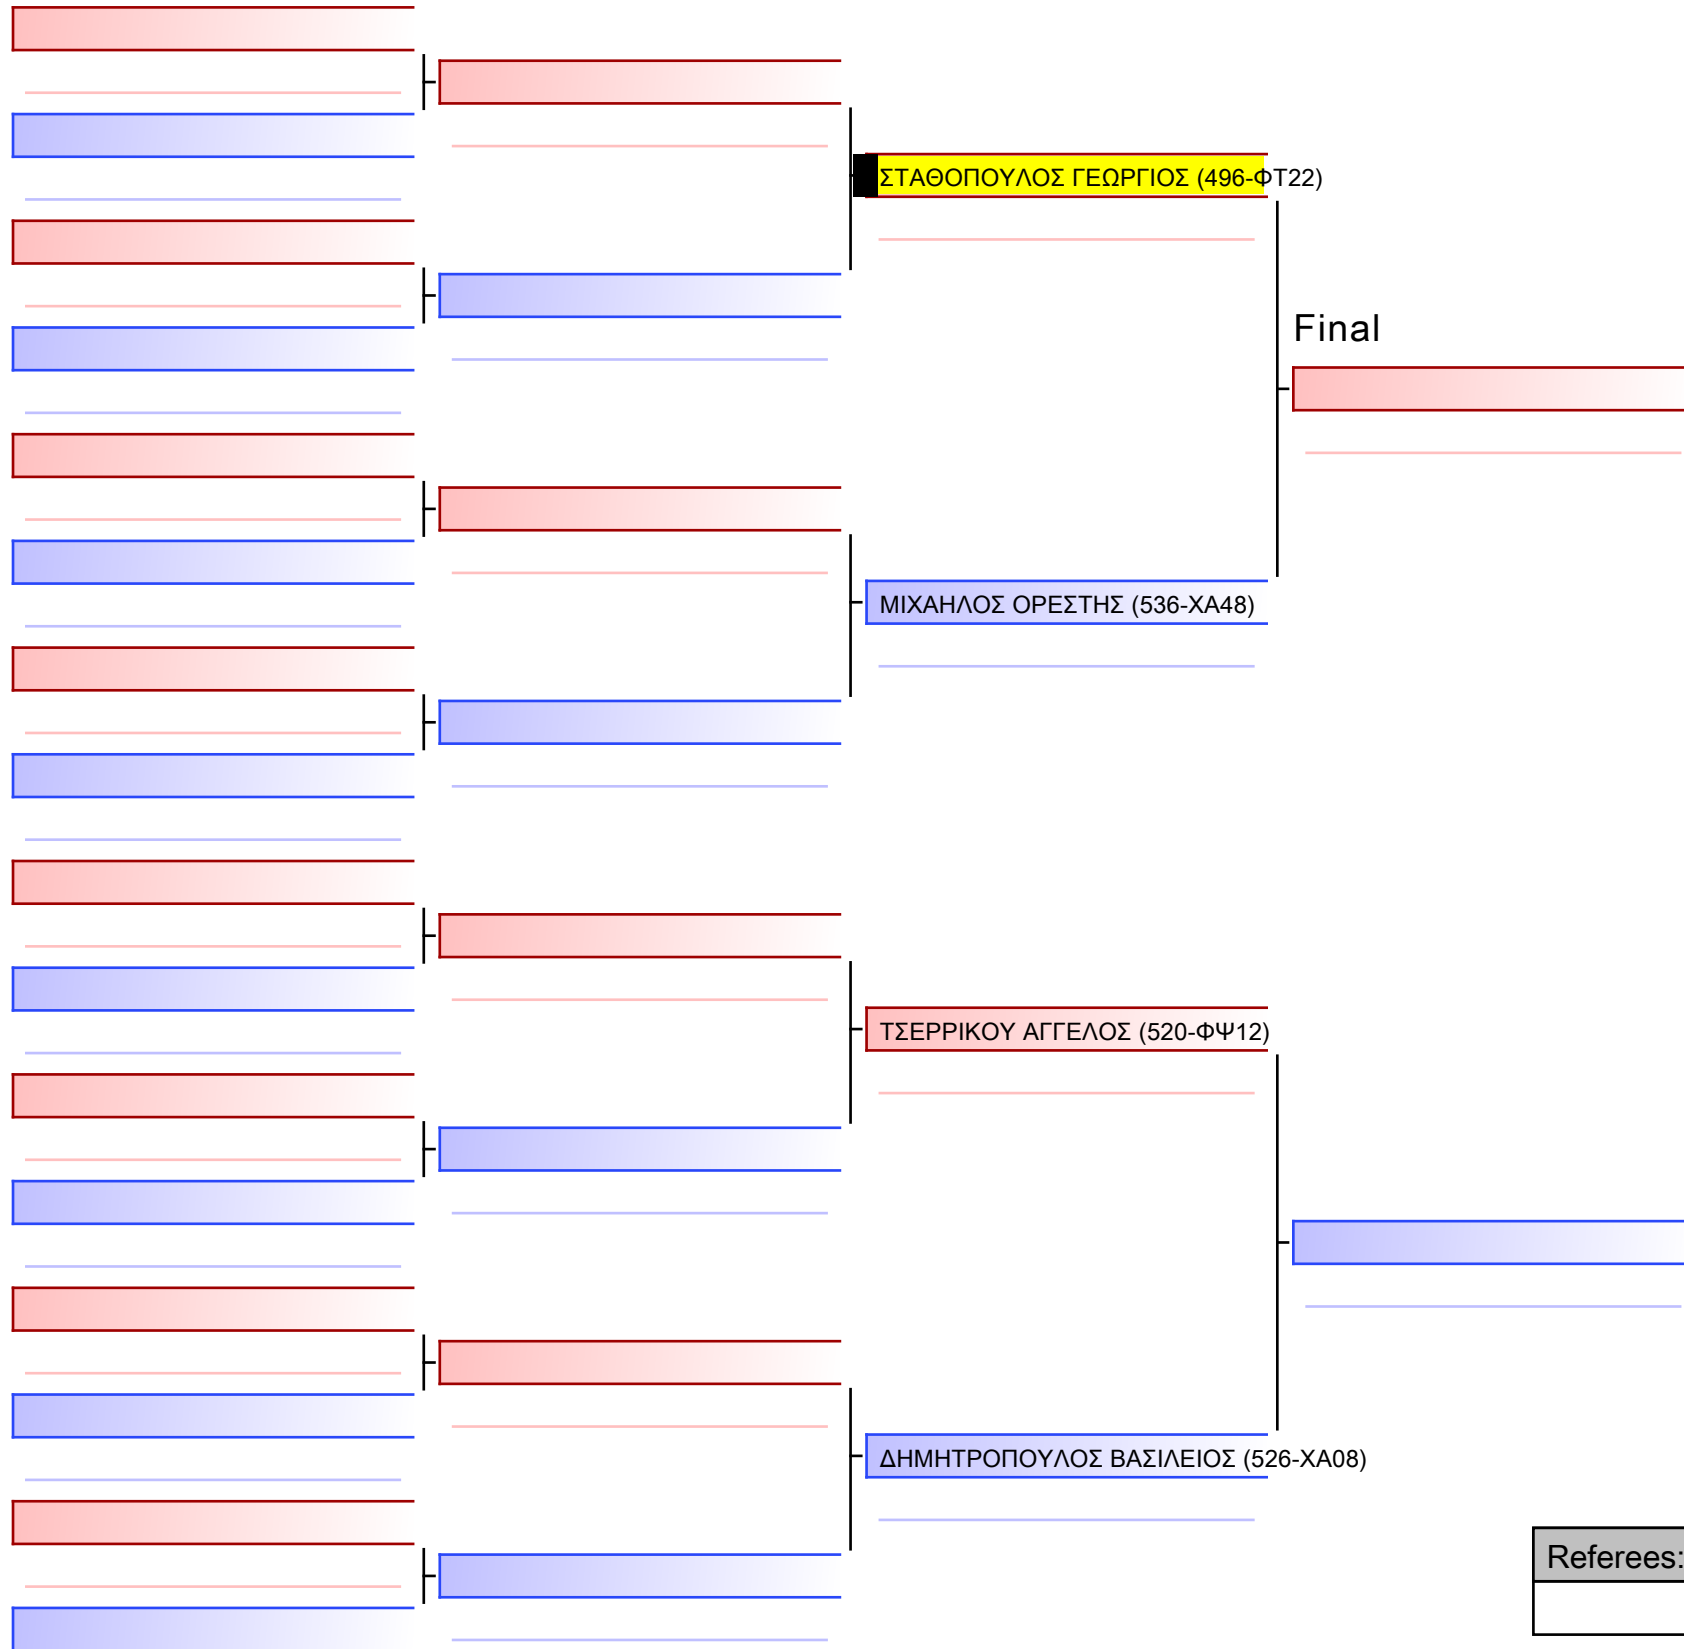 ΣΤΑΘΟΠΟΥΛΟΣ ΓΕΩΡΓΙΟΣ (496-ΦΤ22)
Final
ΜΙΧΑΗΛΟΣ ΟΡΕΣΤΗΣ (536-ΧΑ48)
ΤΣΕΡΡΙΚΟΥ ΑΓΓΕΛΟΣ (520-ΦΨ12)
ΔΗΜΗΤΡΟΠΟΥΛΟΣ ΒΑΣΙΛΕΙΟΣ (526-ΧΑ08)
Referees: